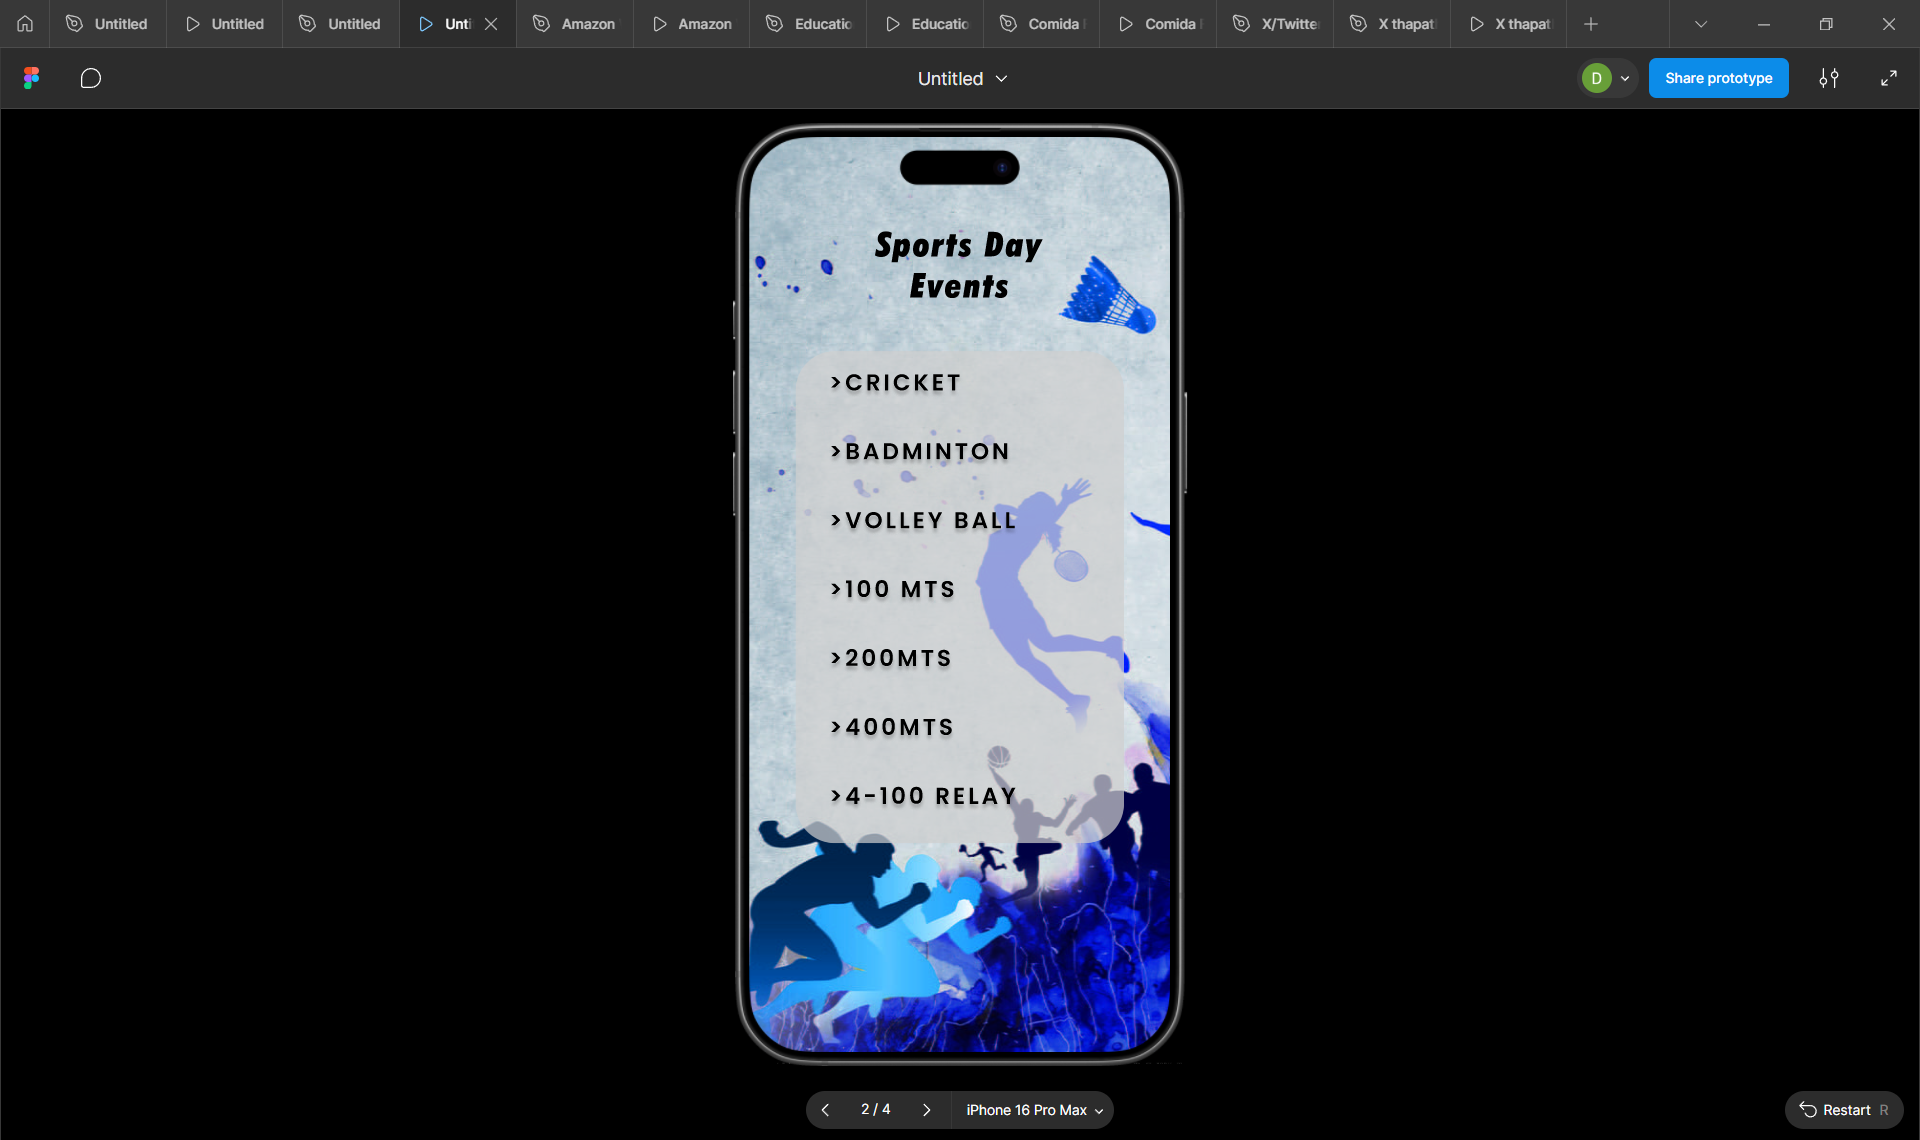 Untitled
Untitled
Untitled
Unti
Amazon
Amazon
Educatio
Educatio
Comida
Comida
X/Twitte
X thapat
X thapat
Untitled
D
Share prototype
Sports Day
Events
>CRICKET
>BADMINTON
>VOLLEY BALL
>100 MTS
>200MTS
>400MTS
>4-100 RELAY
2 / 4
iPhone 16 Pro Max
Restart R